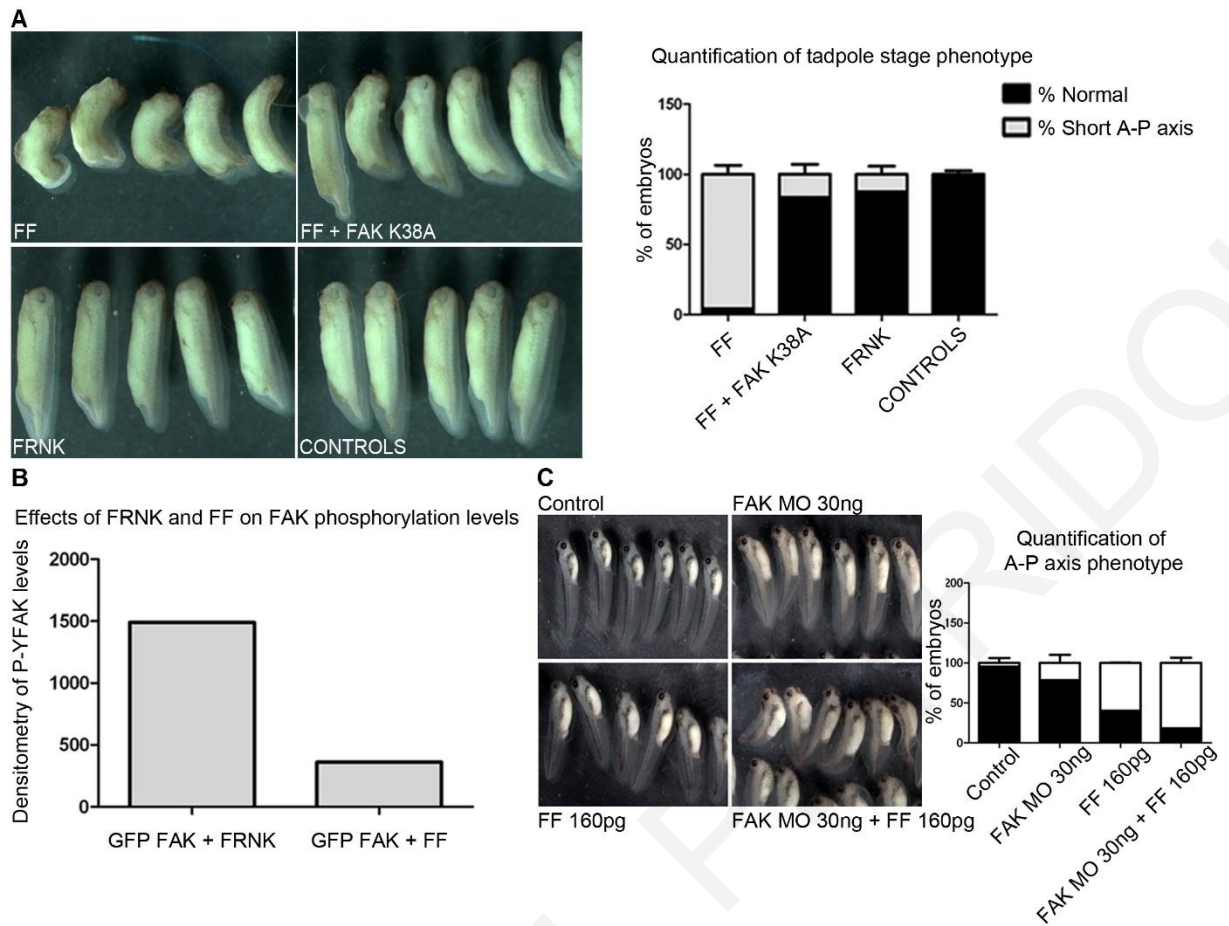 A
FF
FF + FAK K38A
FRNK
CONTROLS
Quantification of tadpole stage phenotype
% Normal
% Short A-P axis
% of embryos
150
100
50
0
FF
FF + FAK K38A
FRNK
CONTROLS
B
Effects of FRNK and FF on FAK phosphorylation levels
Densitometry of P-YFAK levels
2000
1500
1000
500
0
GFP FAK + FRNK
GFP FAK + FF
C
Control
FAK MO 30ng
FF 160pg
FAK MO 30ng + FF 160pg
Quantification of
A-P axis phenotype
% of embryos
200
150
100
50
0
Control
FAK MO 30ng
FF 160pg
FAK MO 30ng + FF 160pg